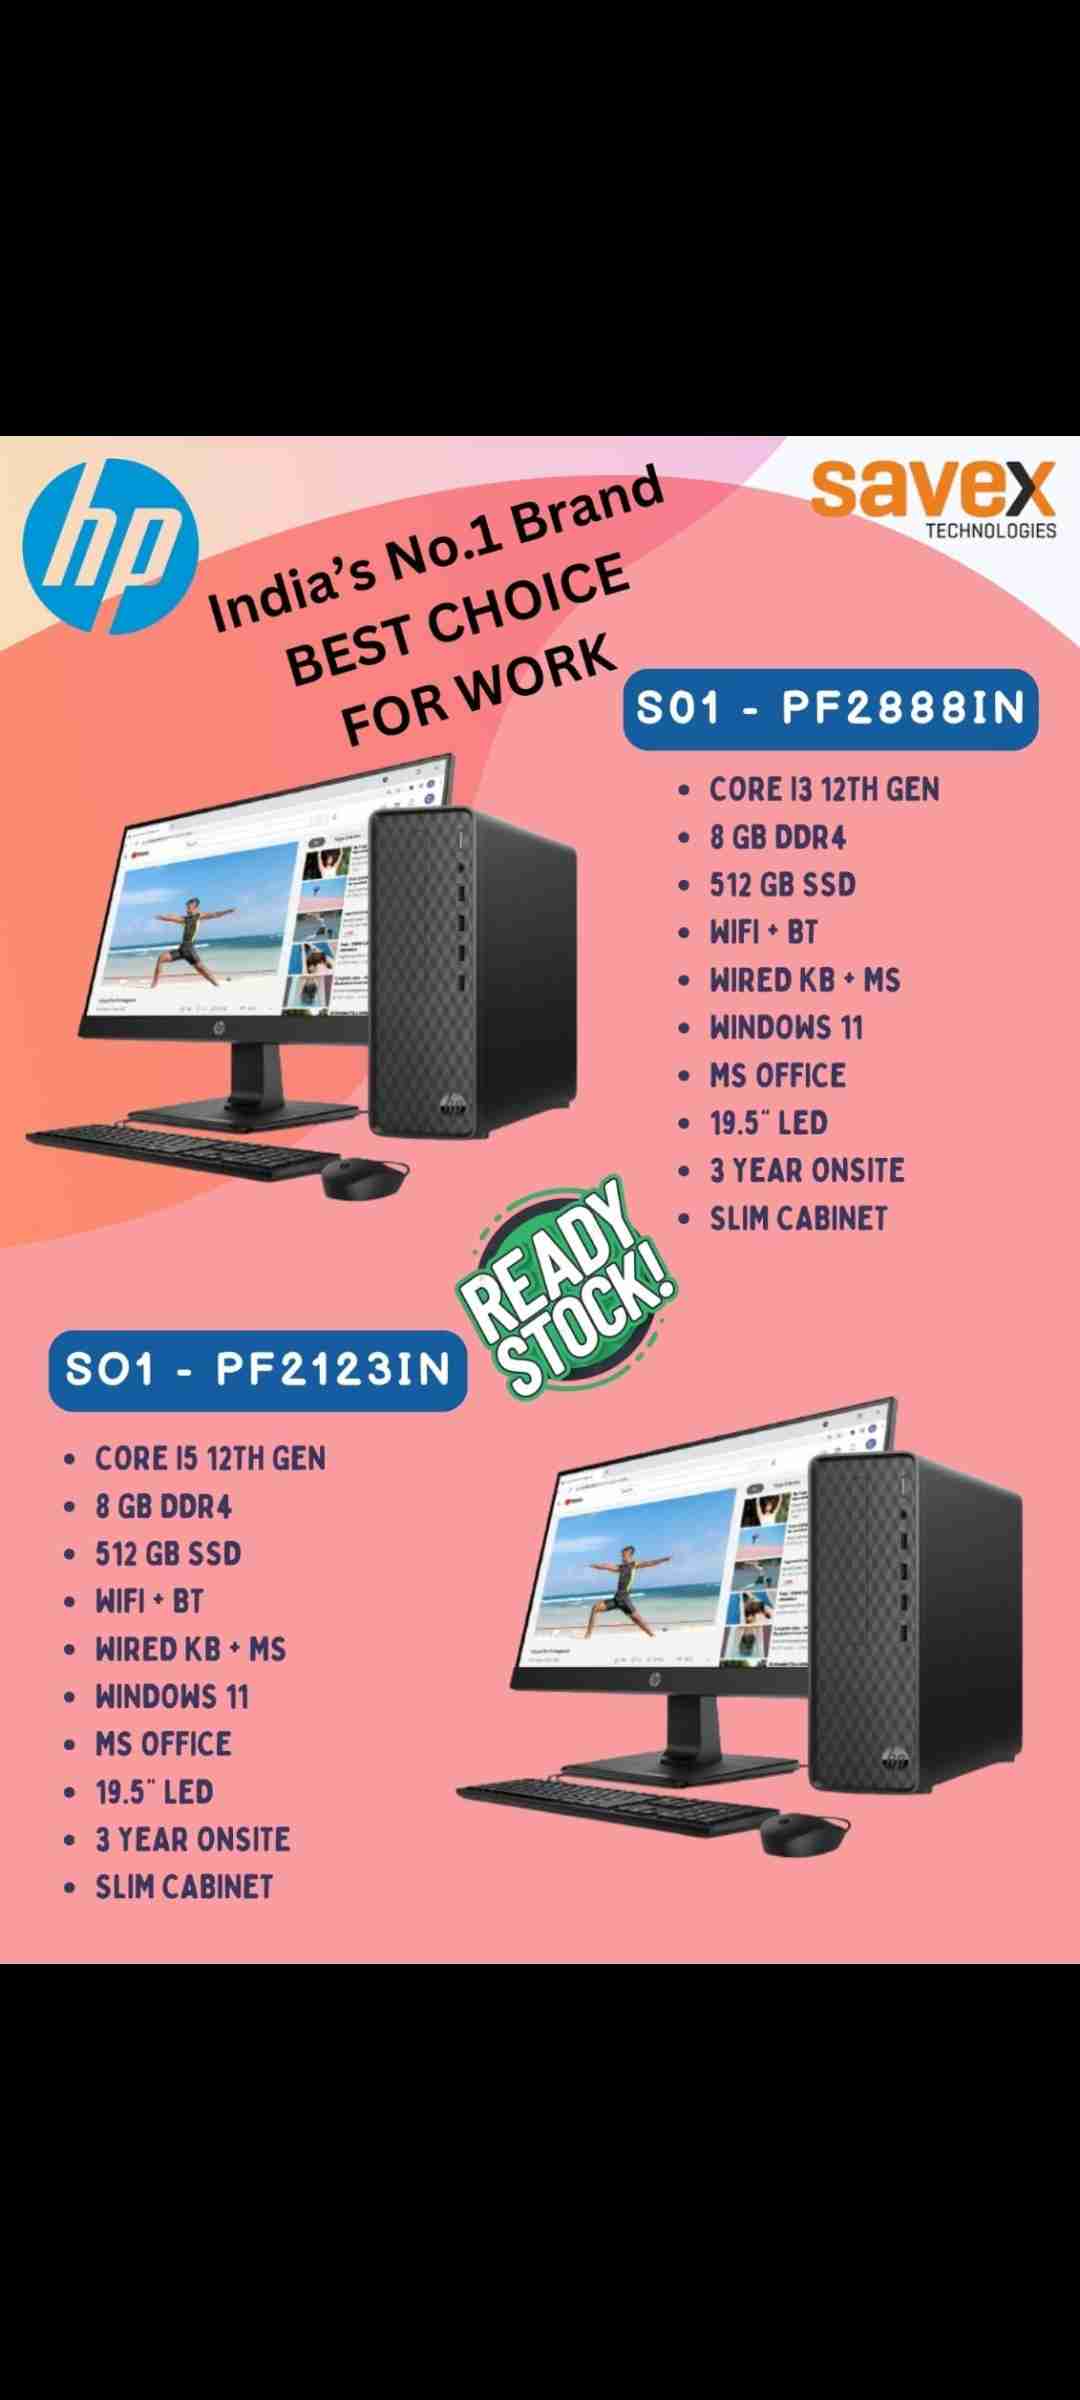 hp
savex
TECHNOLOGIES
India's No.1 Brand
BEST CHOICE
FOR WORK
S01 - PF2888IN
• CORE I3 12TH GEN
• 8 GB DDR4
• 512 GB SSD
• WIFI + BT
• WIRED KB + MS
• WINDOWS 11
• MS OFFICE
• 19.5" LED
• 3 YEAR ONSITE
• SLIM CABINET
READY
STOCK!
SO1 - PF2123IN
• CORE I5 12TH GEN
• 8 GB DDR4
• 512 GB SSD
• WIFI + BT
• WIRED KB + MS
• WINDOWS 11
• MS OFFICE
• 19.5" LED
• 3 YEAR ONSITE
• SLIM CABINET